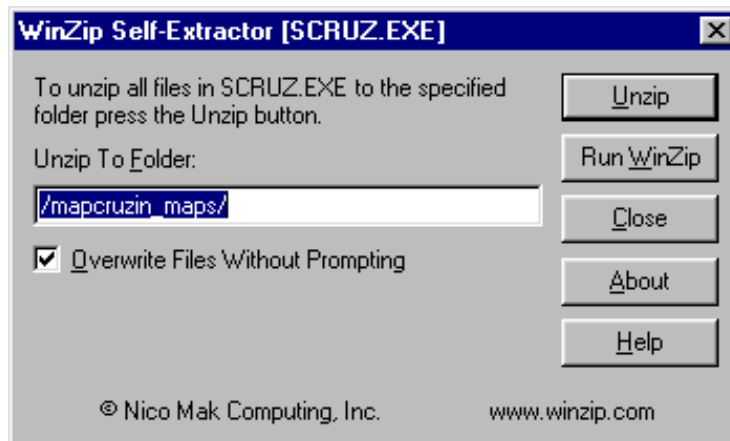 WinZip Self-Extractor [SCRUZ.EXE]
To unzip all files in SCRUZ.EXE to the specified
folder press the Unzip button.
Unzip To Folder:
/mapcruzin_maps/
Overwrite Files Without Prompting
Unzip
Run WinZip
Close
About
Help
© Nico Mak Computing, Inc.
www.winzip.com